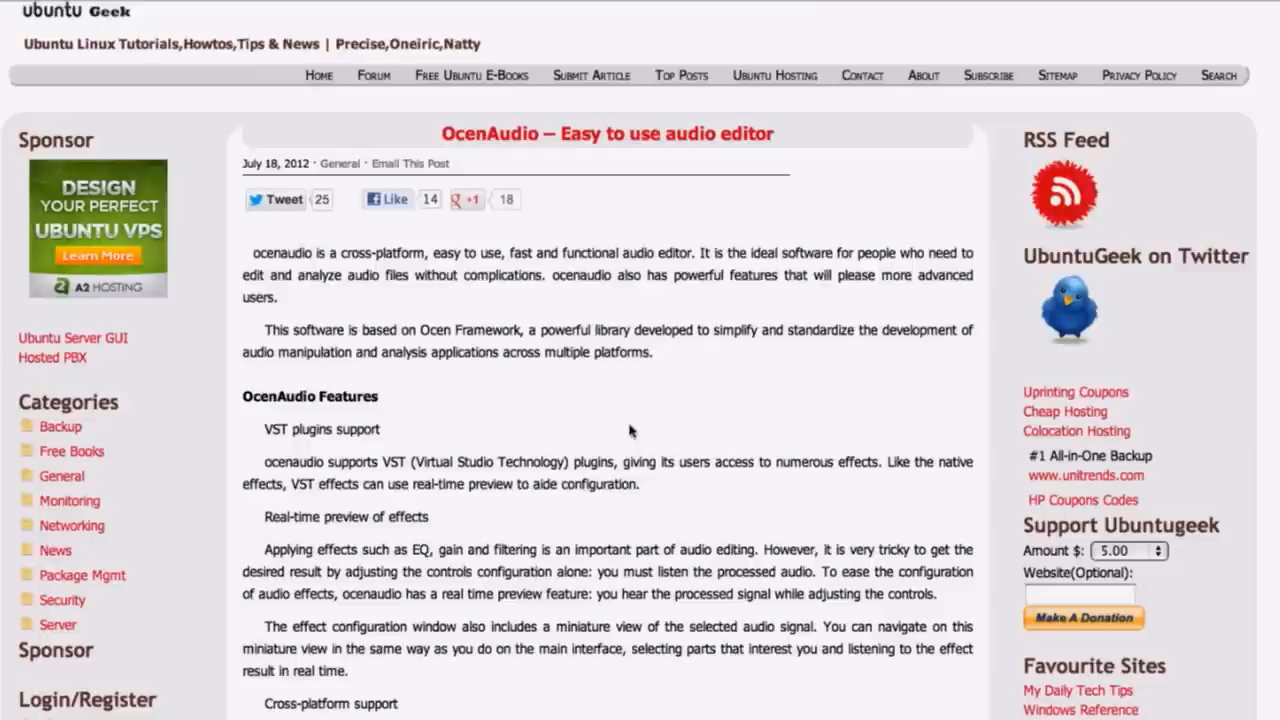 ubuntu Geek
Ubuntu Linux Tutorials,Howtos,Tips & News | Precise,Oneiric,Natty
Home Forum Free Ubuntu E-Books Submit Article Top Posts Ubuntu Hosting Contact About Subscribe Sitemap Privacy Policy Search
Sponsor
DESIGN
YOUR PERFECT
UBUNTU VPS
Learn More
A2 HOSTING
Ubuntu Server GUI
Hosted PBX
Categories
Backup
Free Books
General
Monitoring
Networking
News
Package Mgmt
Security
Server
Sponsor
Login/Register
OcenAudio – Easy to use audio editor
July 18, 2012 · General · Email This Post
Tweet 25 Like 14 +1 18
ocenaudio is a cross-platform, easy to use, fast and functional audio editor. It is the ideal software for people who need to
edit and analyze audio files without complications. ocenaudio also has powerful features that will please more advanced
users.
This software is based on Ocen Framework, a powerful library developed to simplify and standardize the development of
audio manipulation and analysis applications across multiple platforms.
OcenAudio Features
VST plugins support
ocenaudio supports VST (Virtual Studio Technology) plugins, giving its users access to numerous effects. Like the native
effects, VST effects can use real-time preview to aide configuration.
Real-time preview of effects
Applying effects such as EQ, gain and filtering is an important part of audio editing. However, it is very tricky to get the
desired result by adjusting the controls configuration alone: you must listen the processed audio. To ease the configuration
of audio effects, ocenaudio has a real time preview feature: you hear the processed signal while adjusting the controls.
The effect configuration window also includes a miniature view of the selected audio signal. You can navigate on this
miniature view in the same way as you do on the main interface, selecting parts that interest you and listening to the effect
result in real time.
Cross-platform support
RSS Feed
UbuntuGeek on Twitter
Uprinting Coupons
Cheap Hosting
Colocation Hosting
#1 All-in-One Backup
www.unitrends.com
HP Coupons Codes
Support Ubuntugeek
Amount $: 5.00
Website(Optional):
Make A Donation
Favourite Sites
My Daily Tech Tips
Windows Reference